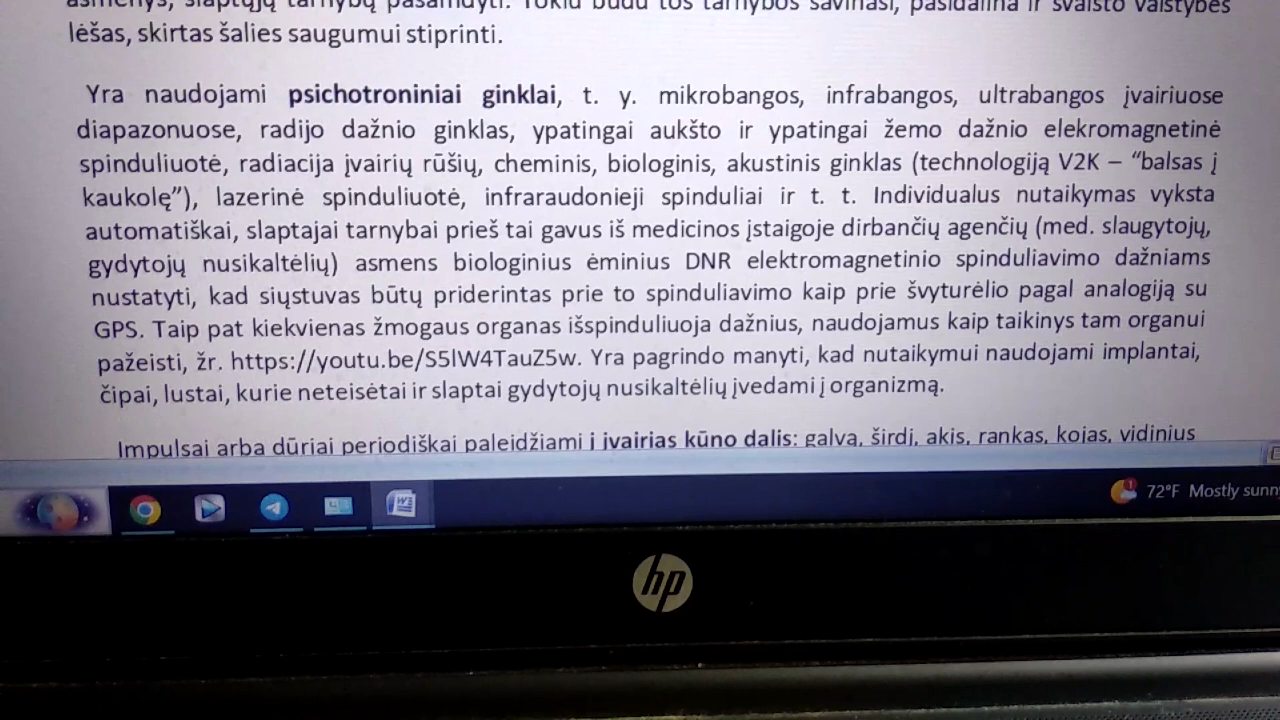 asmenys, slaptųjų tarnybų pasamdyti. Tokiu būdu tos tarnybos savinasi, pasidalina ir švaisto valstybės
lėšas, skirtas šalies saugumui stiprinti.
Yra naudojami psichotroniniai ginklai, t. y. mikrobangos, infrabangos, ultrabangos įvairiuose
diapazonuose, radijo dažnio ginklas, ypatingai aukšto ir ypatingai žemo dažnio elekromagnetinė
spinduliuotė, radiacija įvairių rūšių, cheminis, biologinis, akustinis ginklas (technologiją V2K – “balsas į
kaukolę”), lazerinė spinduliuotė, infraraudonieji spinduliai ir t. t. Individualus nutaikymas vyksta
automatiškai, slaptajai tarnybai prieš tai gavus iš medicinos įstaigoje dirbančių agenčių (med. slaugytojų,
gydytojų nusikaltėlių) asmens biologinius ėminius DNR elektromagnetinio spinduliavimo dažniams
nustatyti, kad siųstuvas būtų priderintas prie to spinduliavimo kaip prie švyturėlio pagal analogiją su
GPS. Taip pat kiekvienas žmogaus organas išspinduliuoja dažnius, naudojamus kaip taikinys tam organui
pažeisti, žr. https://youtu.be/S5lW4TauZ5w. Yra pagrindo manyti, kad nutaikymui naudojami implantai,
čipai, lustai, kurie neteisėtai ir slaptai gydytojų nusikaltėlių įvedami į organizmą.
Impulsai arba dūriai periodiškai paleidžiami į įvairias kūno dalis: galvą, širdį, akis, rankas, kojas, vidinius
72°F Mostly sunny
hp